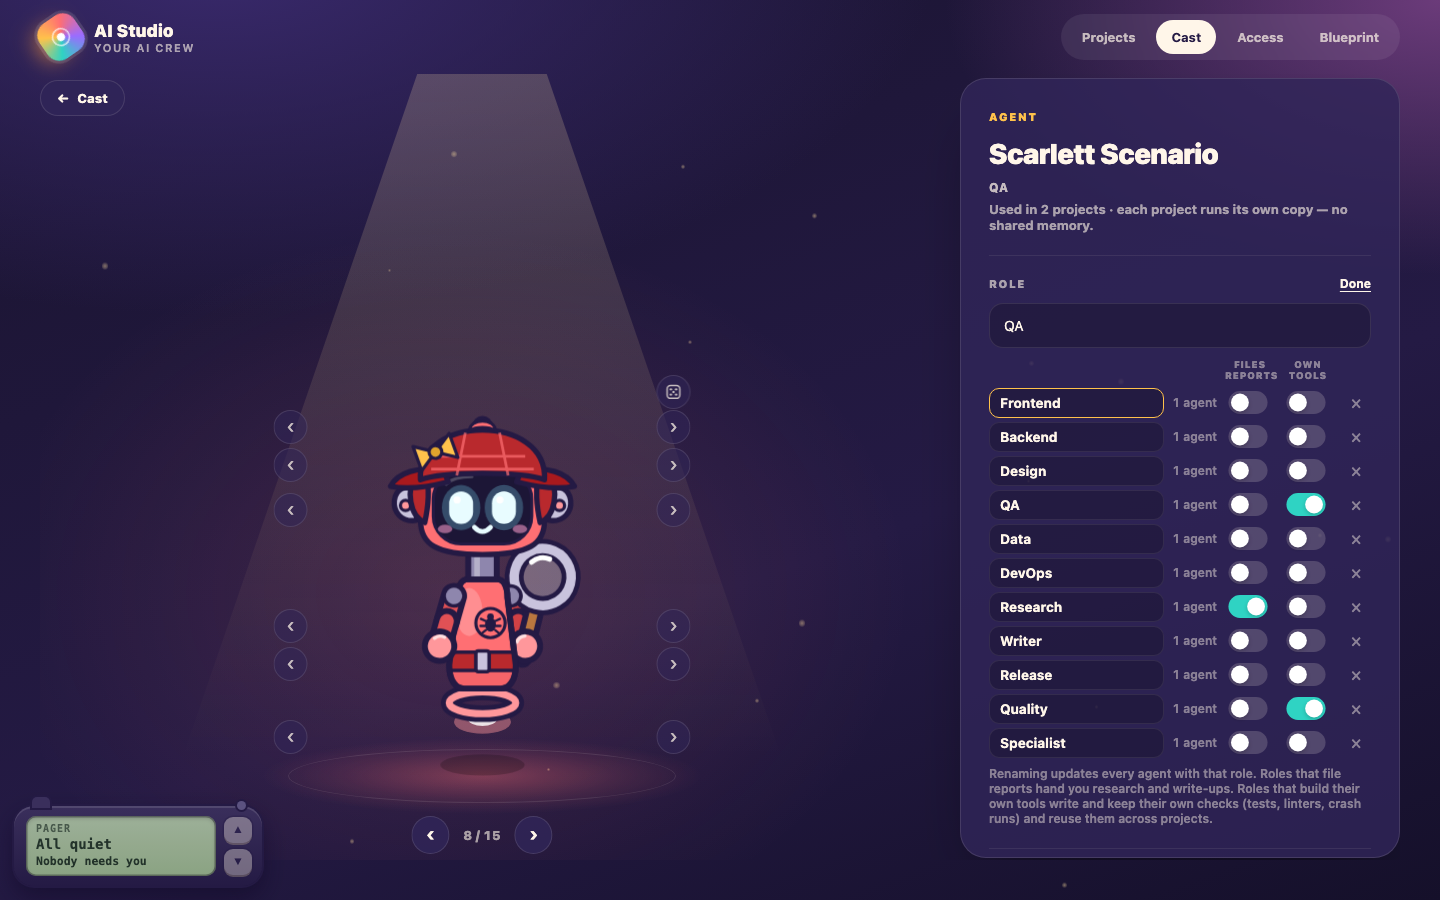 AI Studio
YOUR AI CREW
Projects
Cast
Access
Blueprint
← Cast
AGENT
Scarlett Scenario
QA
Used in 2 projects · each project runs its own copy — no
shared memory.
ROLE
Done
QA
FILES REPORTS
OWN TOOLS
Frontend 1 agent ×
Backend 1 agent ×
Design 1 agent ×
QA 1 agent ×
Data 1 agent ×
DevOps 1 agent ×
Research 1 agent ×
Writer 1 agent ×
Release 1 agent ×
Quality 1 agent ×
Specialist 1 agent ×
Renaming updates every agent with that role. Roles that file
reports hand you research and write-ups. Roles that build their
own tools write and keep their own checks (tests, linters, crash
runs) and reuse them across projects.
8 / 15
PAGER
All quiet
Nobody needs you